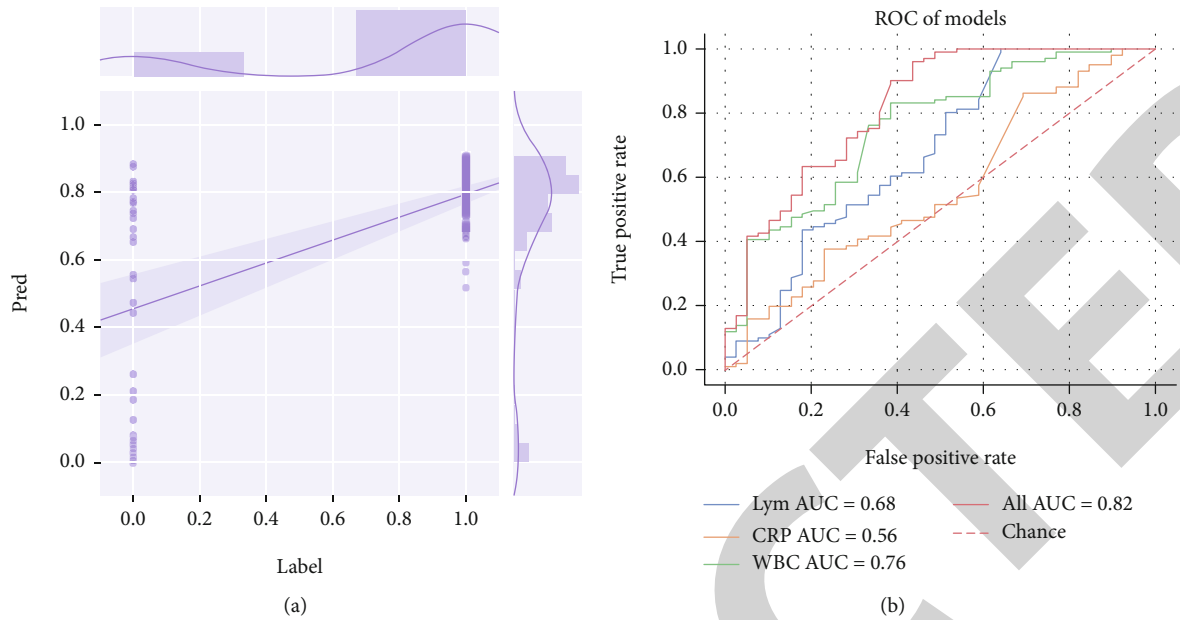 1.0
0.8
0.6
0.4
0.2
0.0
Pred
0.0 0.2 0.4 0.6 0.8 1.0
Label
(a)
ROC of models
1.0
0.8
0.6
0.4
0.2
0.0
True positive rate
0.0 0.2 0.4 0.6 0.8 1.0
False positive rate
Lym AUC = 0.68
CRP AUC = 0.56
WBC AUC = 0.76
All AUC = 0.82
Chance
(b)
CTE